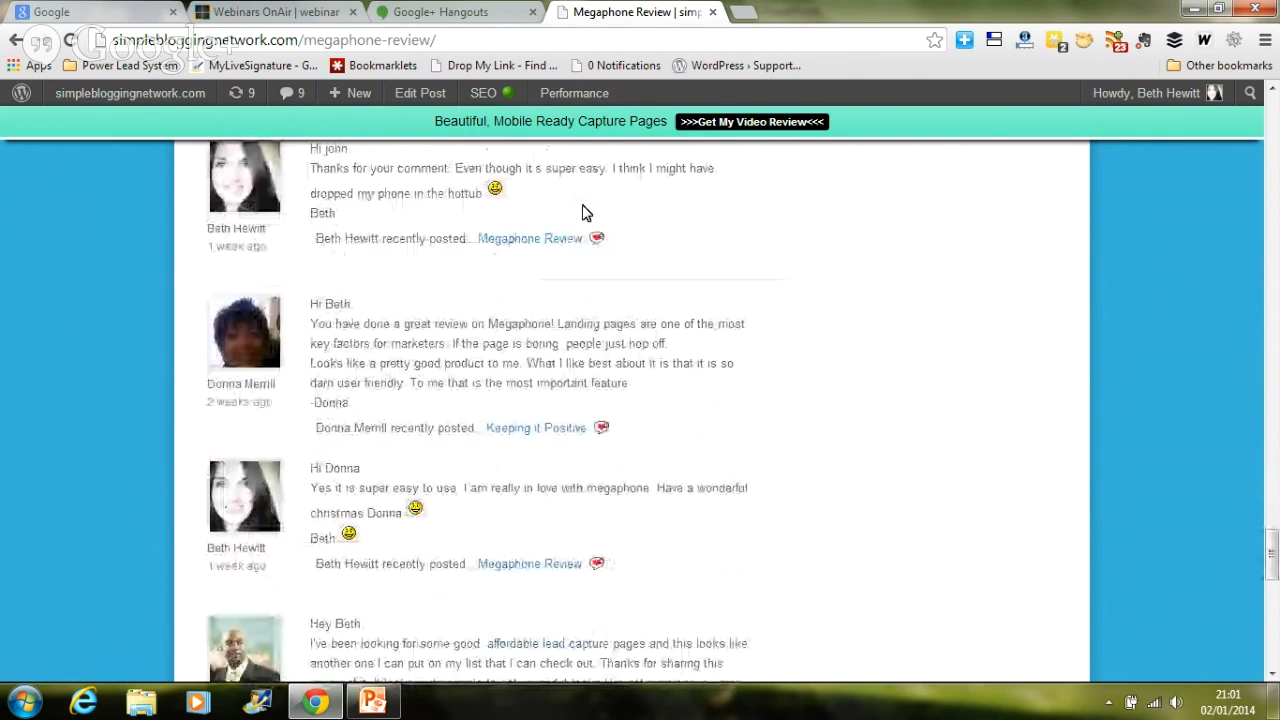 Google
Webinars OnAir | webinar
Google+ Hangouts
Megaphone Review | simp
simplebloggingnetwork.com/megaphone-review/
Google+
2
23
W
Apps
Power Lead System
MyLiveSignature - G...
Bookmarklets
Drop My Link - Find ...
0 Notifications
WordPress › Support...
Other bookmarks
simplebloggingnetwork.com
9
9
+ New
Edit Post
SEO
Performance
Howdy, Beth Hewitt
Beautiful, Mobile Ready Capture Pages >>>Get My Video Review<<<
Hi john
Thanks for your comment. Even though it s super easy. I think I might have
dropped my phone in the hottub
Beth
Beth Hewitt
1 week ago
Beth Hewitt recently posted... Megaphone Review
Hi Beth.
You have done a great review on Megaphone! Landing pages are one of the most
key factors for marketers. If the page is boring, people just hop off.
Looks like a pretty good product to me. What I like best about it is that it is so
darn user friendly. To me that is the most important feature
-Donna
Donna Merrill
2 weeks ago
Donna Merrill recently posted... Keeping it Positive
Hi Donna
Yes it is super easy to use. I am really in love with megaphone. Have a wonderful
christmas Donna
Beth
Beth Hewitt
1 week ago
Beth Hewitt recently posted... Megaphone Review
Hey Beth.
I've been looking for some good, affordable lead capture pages and this looks like
another one I can put on my list that I can check out. Thanks for sharing this
21:01
02/01/2014